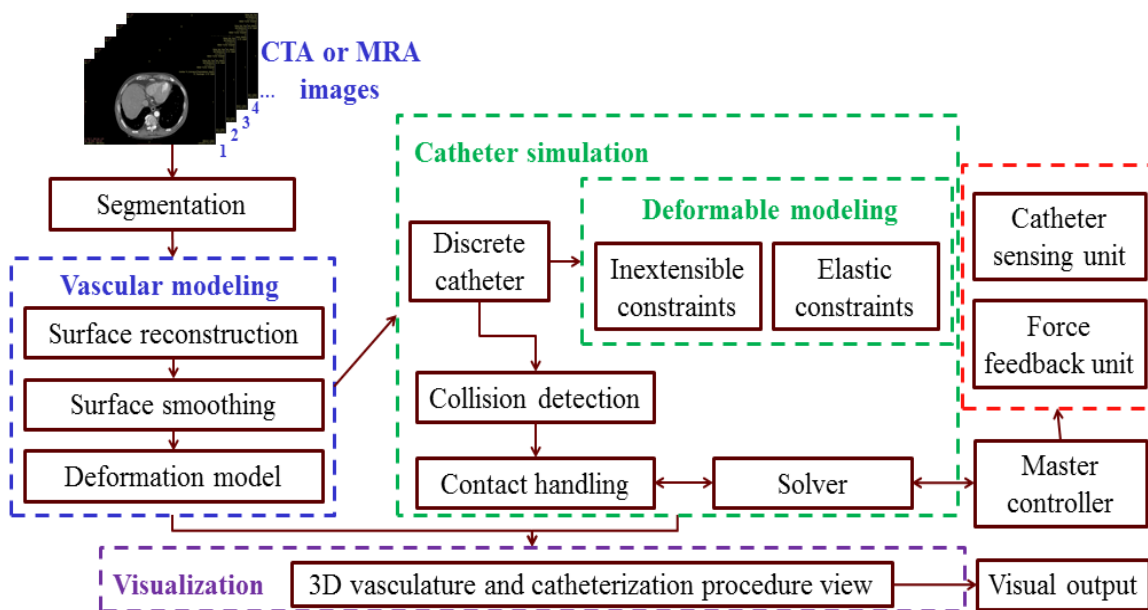 CTA or MRA
images
...
4
3
2
1
Segmentation
Vascular modeling
Surface reconstruction
Surface smoothing
Deformation model
Catheter simulation
Discrete
catheter
Deformable modeling
Inextensible
constraints
Elastic
constraints
Collision detection
Contact handling
Solver
Catheter
sensing unit
Force
feedback unit
Master
controller
Visualization
3D vasculature and catheterization procedure view
Visual output